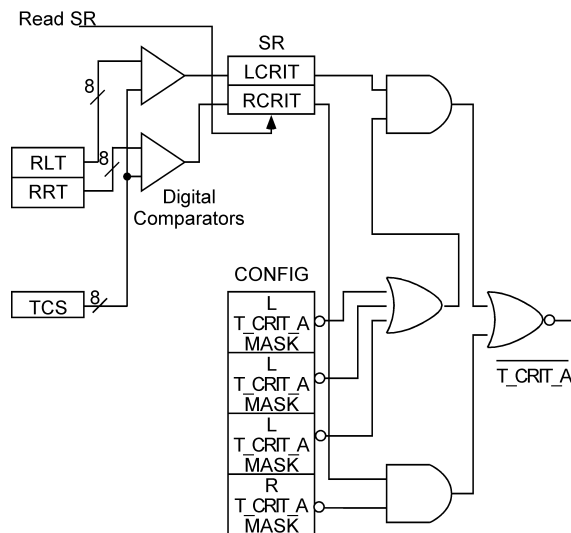 Read SR
SR
LCRIT
RCRIT
8
8
RLT
RRT
Digital
Comparators
TCS
8
CONFIG
L
T_CRIT_A
MASK
L
T_CRIT_A
MASK
L
T_CRIT_A
MASK
R
T_CRIT_A
MASK
T_CRIT_A